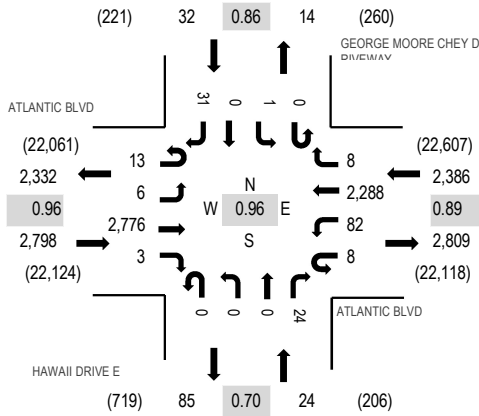 (221) 32 0.86 14 (260)
GEORGE MOORE CHEY D
RIVEWAY
31 0 1 0
ATLANTIC BLVD
(22,061) (22,607)
13 8
2,332 2,386
6 N 2,288
0.96 W 0.96 E 0.89
2,776 82
2,798 S 2,809
3 8
(22,124) (22,118)
0 0 0 24
ATLANTIC BLVD
HAWAII DRIVE E
(719) 85 0.70 24 (206)